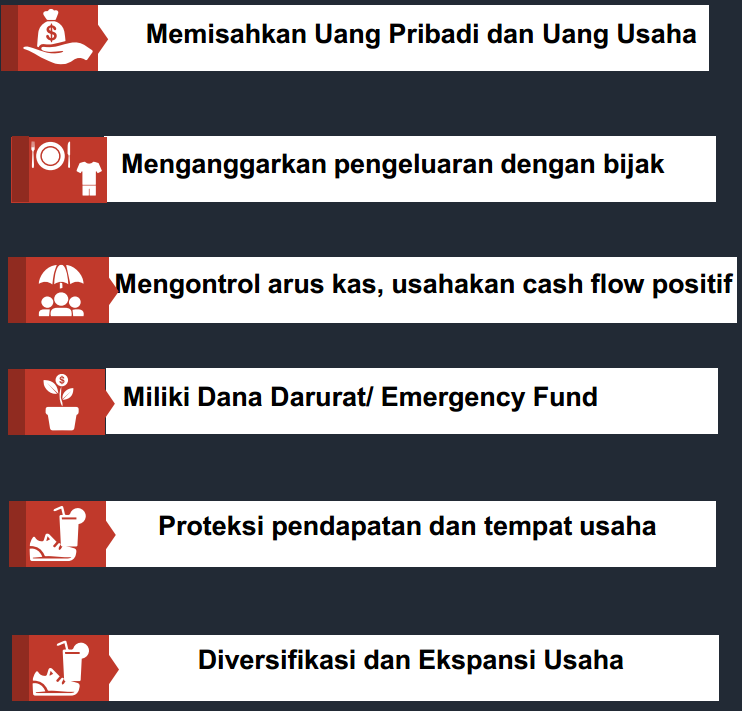 Memisahkan Uang Pribadi dan Uang Usaha
Menganggarkan pengeluaran dengan bijak
Mengontrol arus kas, usahakan cash flow positif
Miliki Dana Darurat/ Emergency Fund
Proteksi pendapatan dan tempat usaha
Diversifikasi dan Ekspansi Usaha